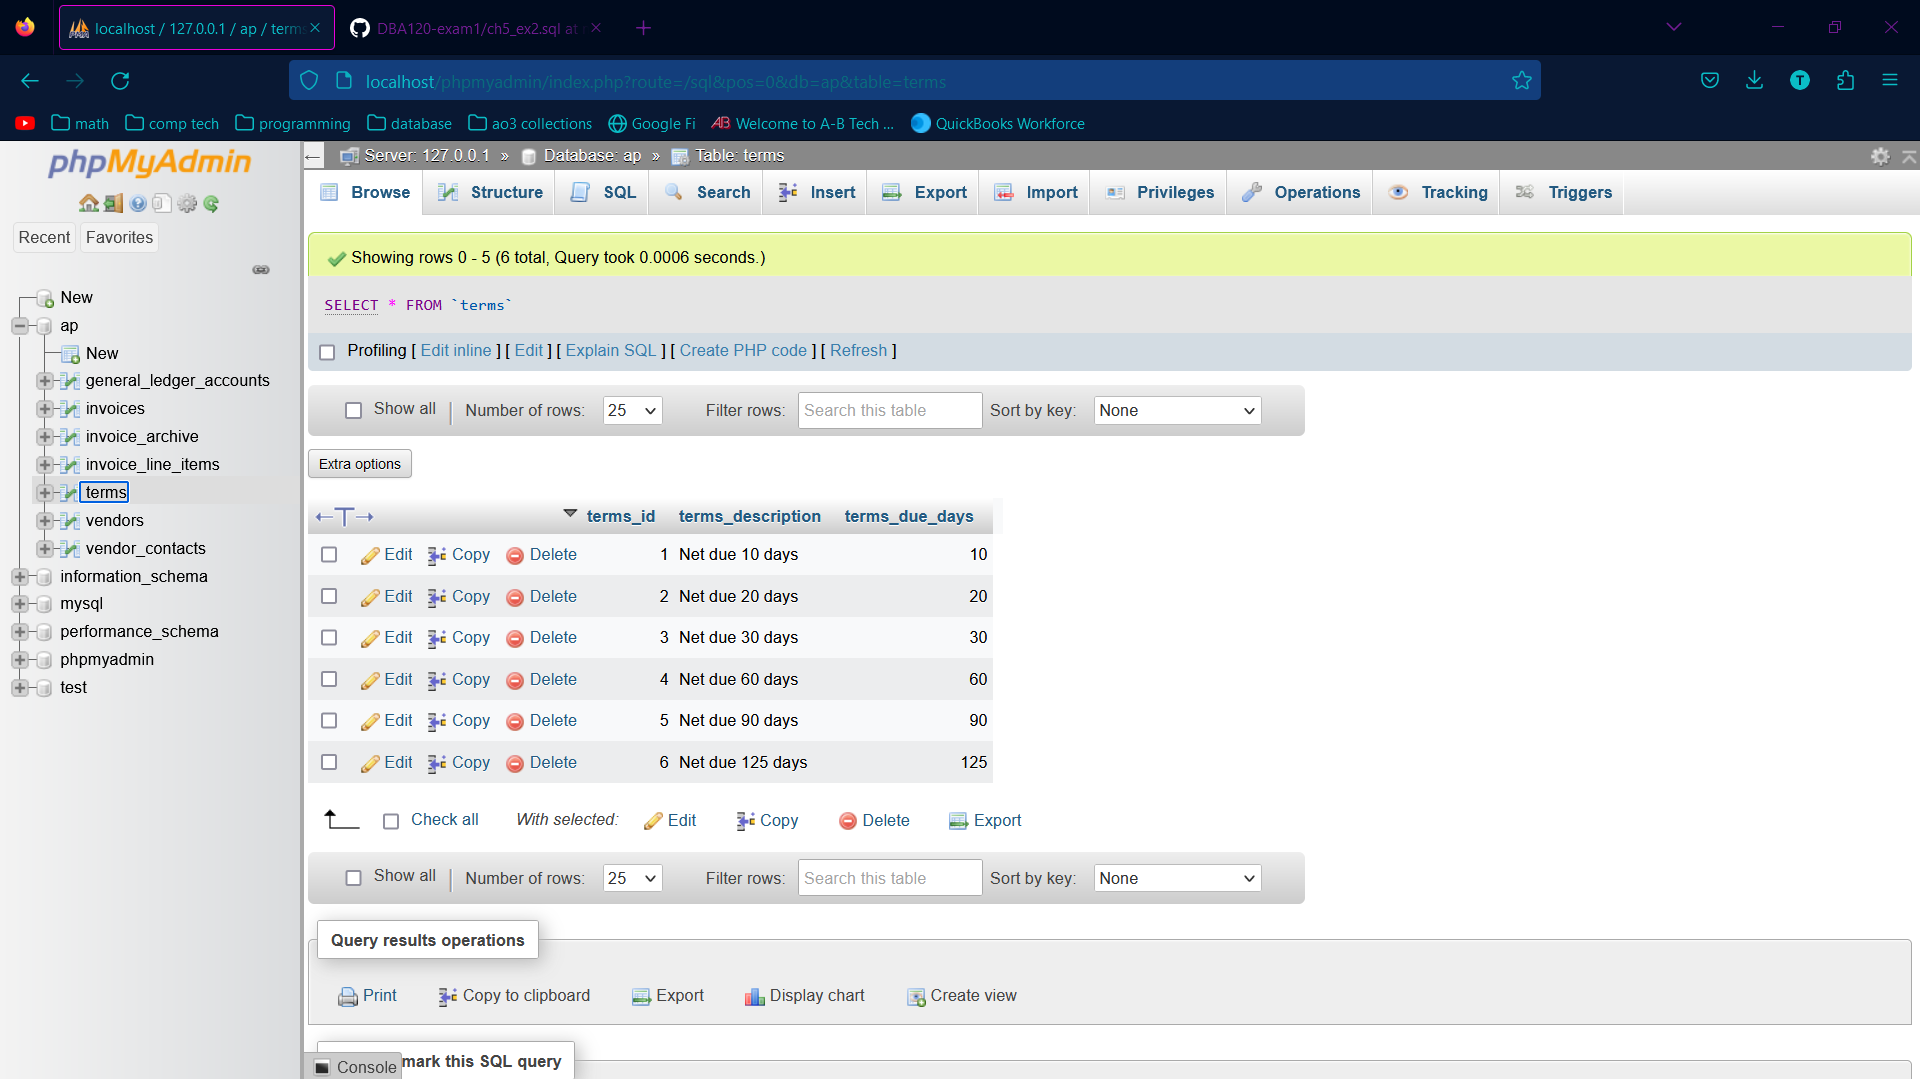 localhost / 127.0.0.1 / ap / terms
DBA120-exam1/ch5_ex2.sql at
localhost/phpmyadmin/index.php?route=/sql&pos=0&db=ap&table=terms
math comp tech programming database ao3 collections Google Fi AB Welcome to A-B Tech ... QuickBooks Workforce
phpMyAdmin
Recent Favorites
New
ap
New
general_ledger_accounts
invoices
invoice_archive
invoice_line_items
terms
vendors
vendor_contacts
information_schema
mysql
performance_schema
phpmyadmin
test
Server: 127.0.0.1 » Database: ap » Table: terms
Browse Structure SQL Search Insert Export Import Privileges Operations Tracking Triggers
Showing rows 0 - 5 (6 total, Query took 0.0006 seconds.)
SELECT * FROM `terms`
Profiling [ Edit inline ] [ Edit ] [ Explain SQL ] [ Create PHP code ] [ Refresh ]
Show all | Number of rows: 25 Filter rows: Search this table Sort by key: None
Extra options
←T→ terms_id terms_description terms_due_days
Edit Copy Delete 1 Net due 10 days 10
Edit Copy Delete 2 Net due 20 days 20
Edit Copy Delete 3 Net due 30 days 30
Edit Copy Delete 4 Net due 60 days 60
Edit Copy Delete 5 Net due 90 days 90
Edit Copy Delete 6 Net due 125 days 125
Check all With selected: Edit Copy Delete Export
Show all | Number of rows: 25 Filter rows: Search this table Sort by key: None
Query results operations
Print Copy to clipboard Export Display chart Create view
mark this SQL query
Console